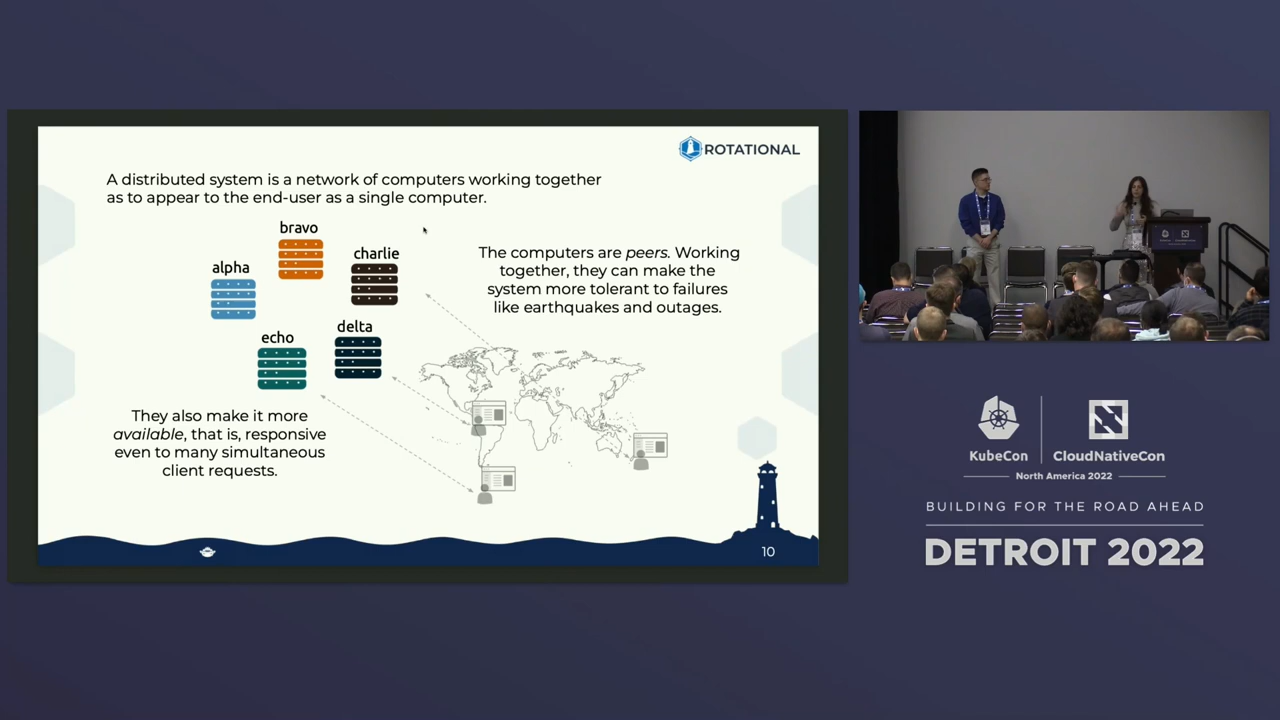 ROTATIONAL
A distributed system is a network of computers working together
as to appear to the end-user as a single computer.
bravo
charlie
alpha
delta
echo
The computers are peers. Working
together, they can make the
system more tolerant to failures
like earthquakes and outages.
They also make it more
available, that is, responsive
even to many simultaneous
client requests.
10
KubeCon
CloudNativeCon
North America 2022
BUILDING FOR THE ROAD AHEAD
DETROIT 2022